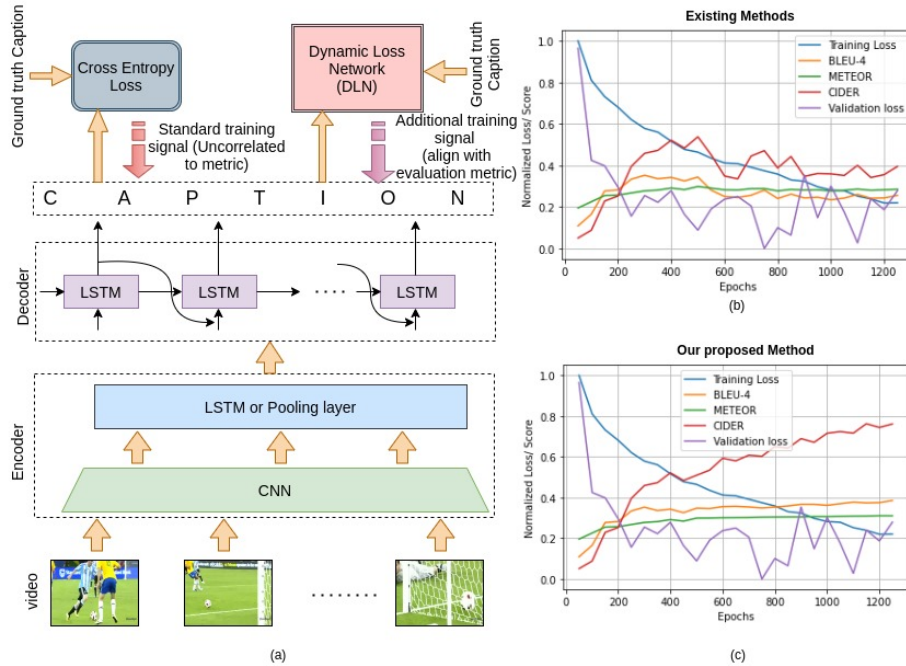 Ground truth Caption
Cross Entropy
Loss
Dynamic Loss
Network
(DLN)
Ground truth
Caption
Standard training
signal (Uncorrelated
to metric)
Additional training
signal
(align with
evaluation metric)
C A P T I O N
Decoder
LSTM
LSTM
....
LSTM
Encoder
LSTM or Pooling layer
CNN
video
.........
(a)
Existing Methods
Normalized Loss/ Score
1.0
0.8
0.6
0.4
0.2
0.0
Training Loss
BLEU-4
METEOR
CIDER
Validation loss
0 200 400 600 800 1000 1200
Epochs
(b)
Our proposed Method
Normalized Loss/ Score
1.0
0.8
0.6
0.4
0.2
0.0
Training Loss
BLEU-4
METEOR
CIDER
Validation loss
0 200 400 600 800 1000 1200
Epochs
(c)